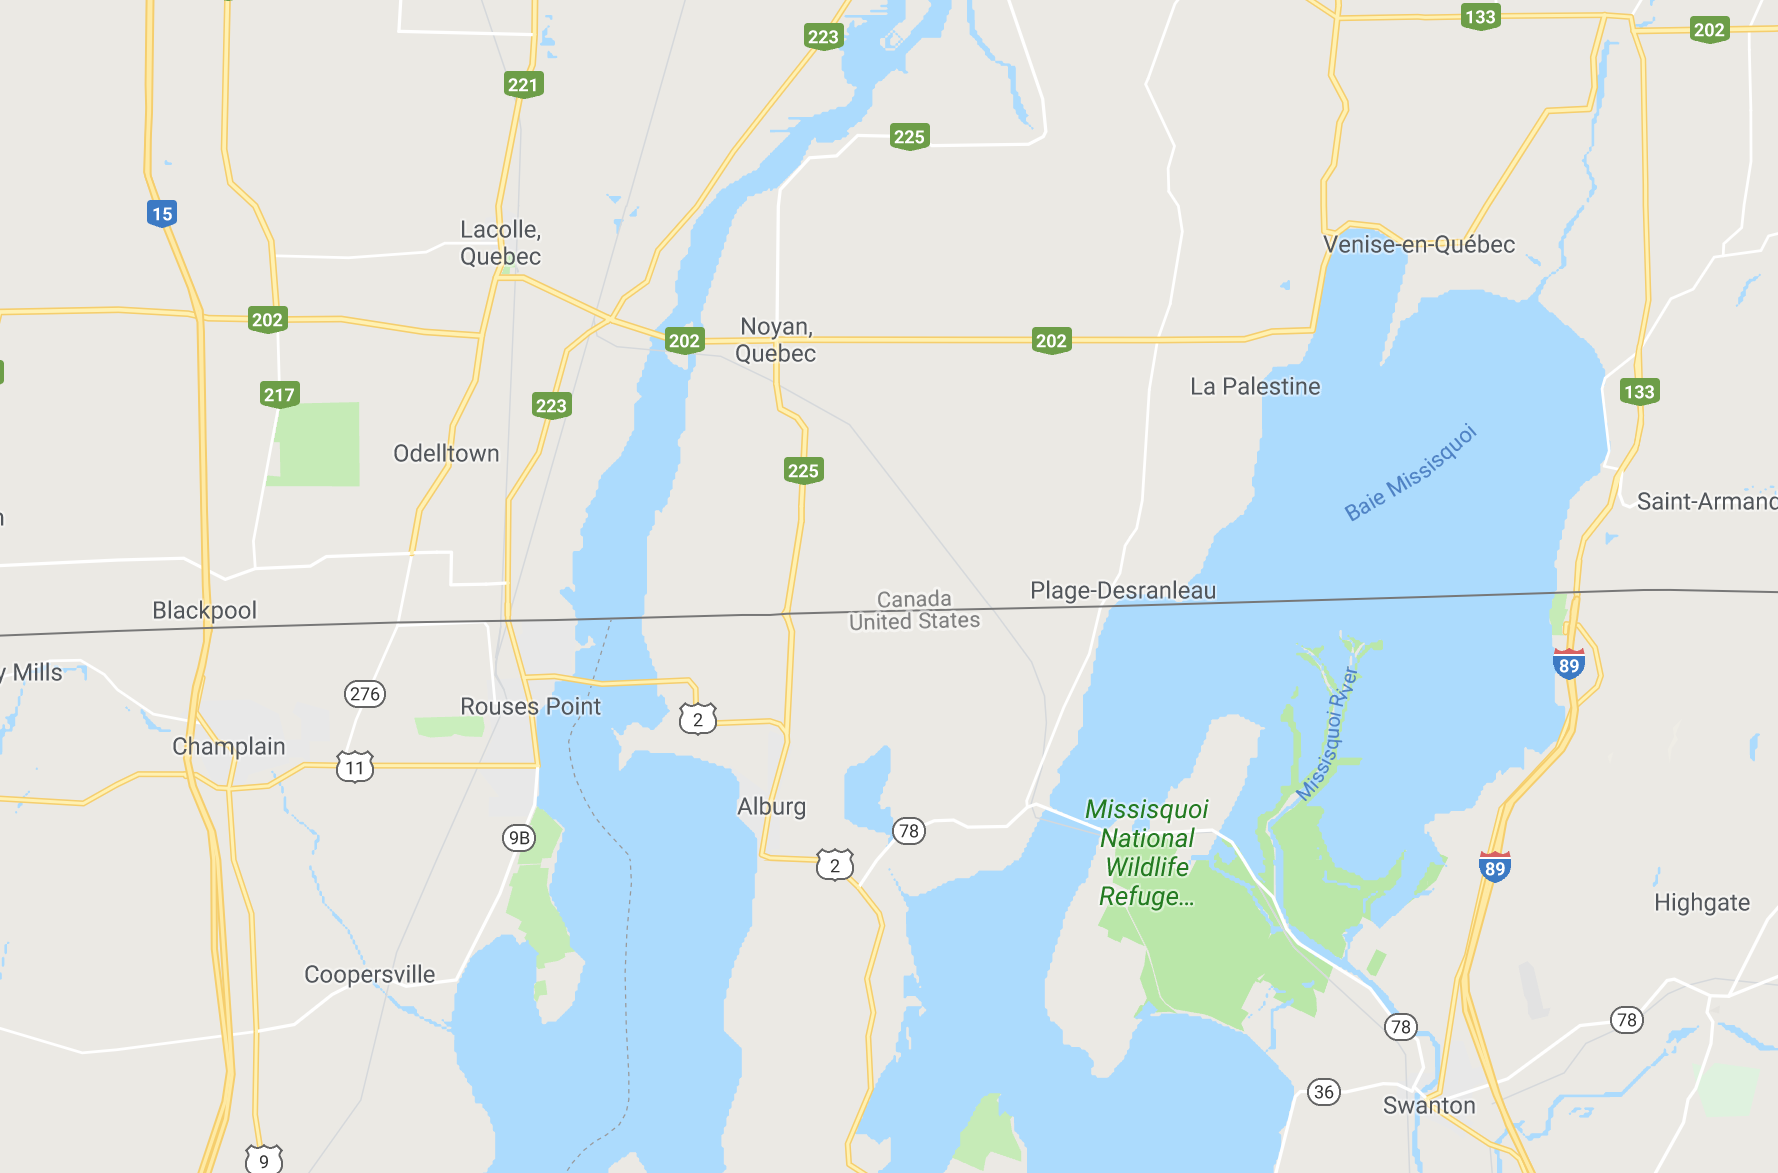 223
133
202
221
225
15
Lacolle,
Quebec
Venise-en-Québec
202
Noyan,
Quebec
202
202
La Palestine
217
223
133
Odelltown
225
Baie Missisquoi
Saint-Armand
Canada
United States
Plage-Desranleau
Blackpool
Mills
89
276
Rouses Point
2
Missisquoi River
Champlain
11
Alburg
Missisquoi
National
Wildlife
Refuge...
9B
78
2
89
Highgate
Coopersville
78
78
36
Swanton
9